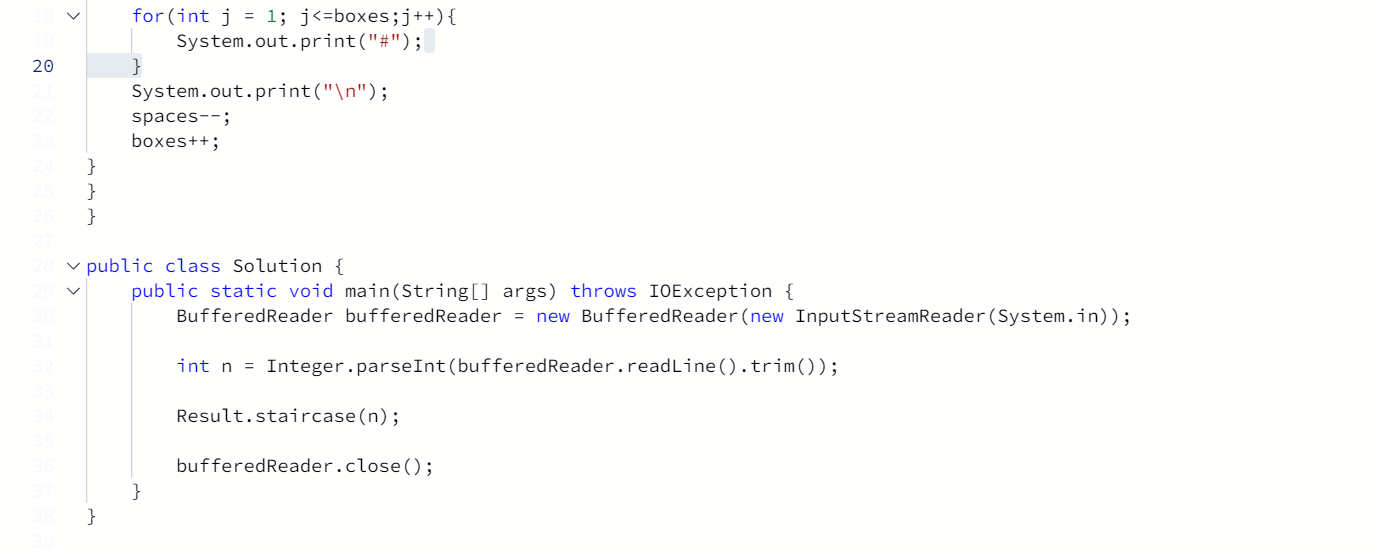 18 for(int j = 1; j<=boxes;j++){
19 System.out.print("#");
20 }
21 System.out.print("\n");
22 spaces--;
23 boxes++;
24 }
25 }
26 }
27
28 public class Solution {
29 public static void main(String[] args) throws IOException {
30 BufferedReader bufferedReader = new BufferedReader(new InputStreamReader(System.in));
31
32 int n = Integer.parseInt(bufferedReader.readLine().trim());
33
34 Result.staircase(n);
35
36 bufferedReader.close();
37 }
38 }
39